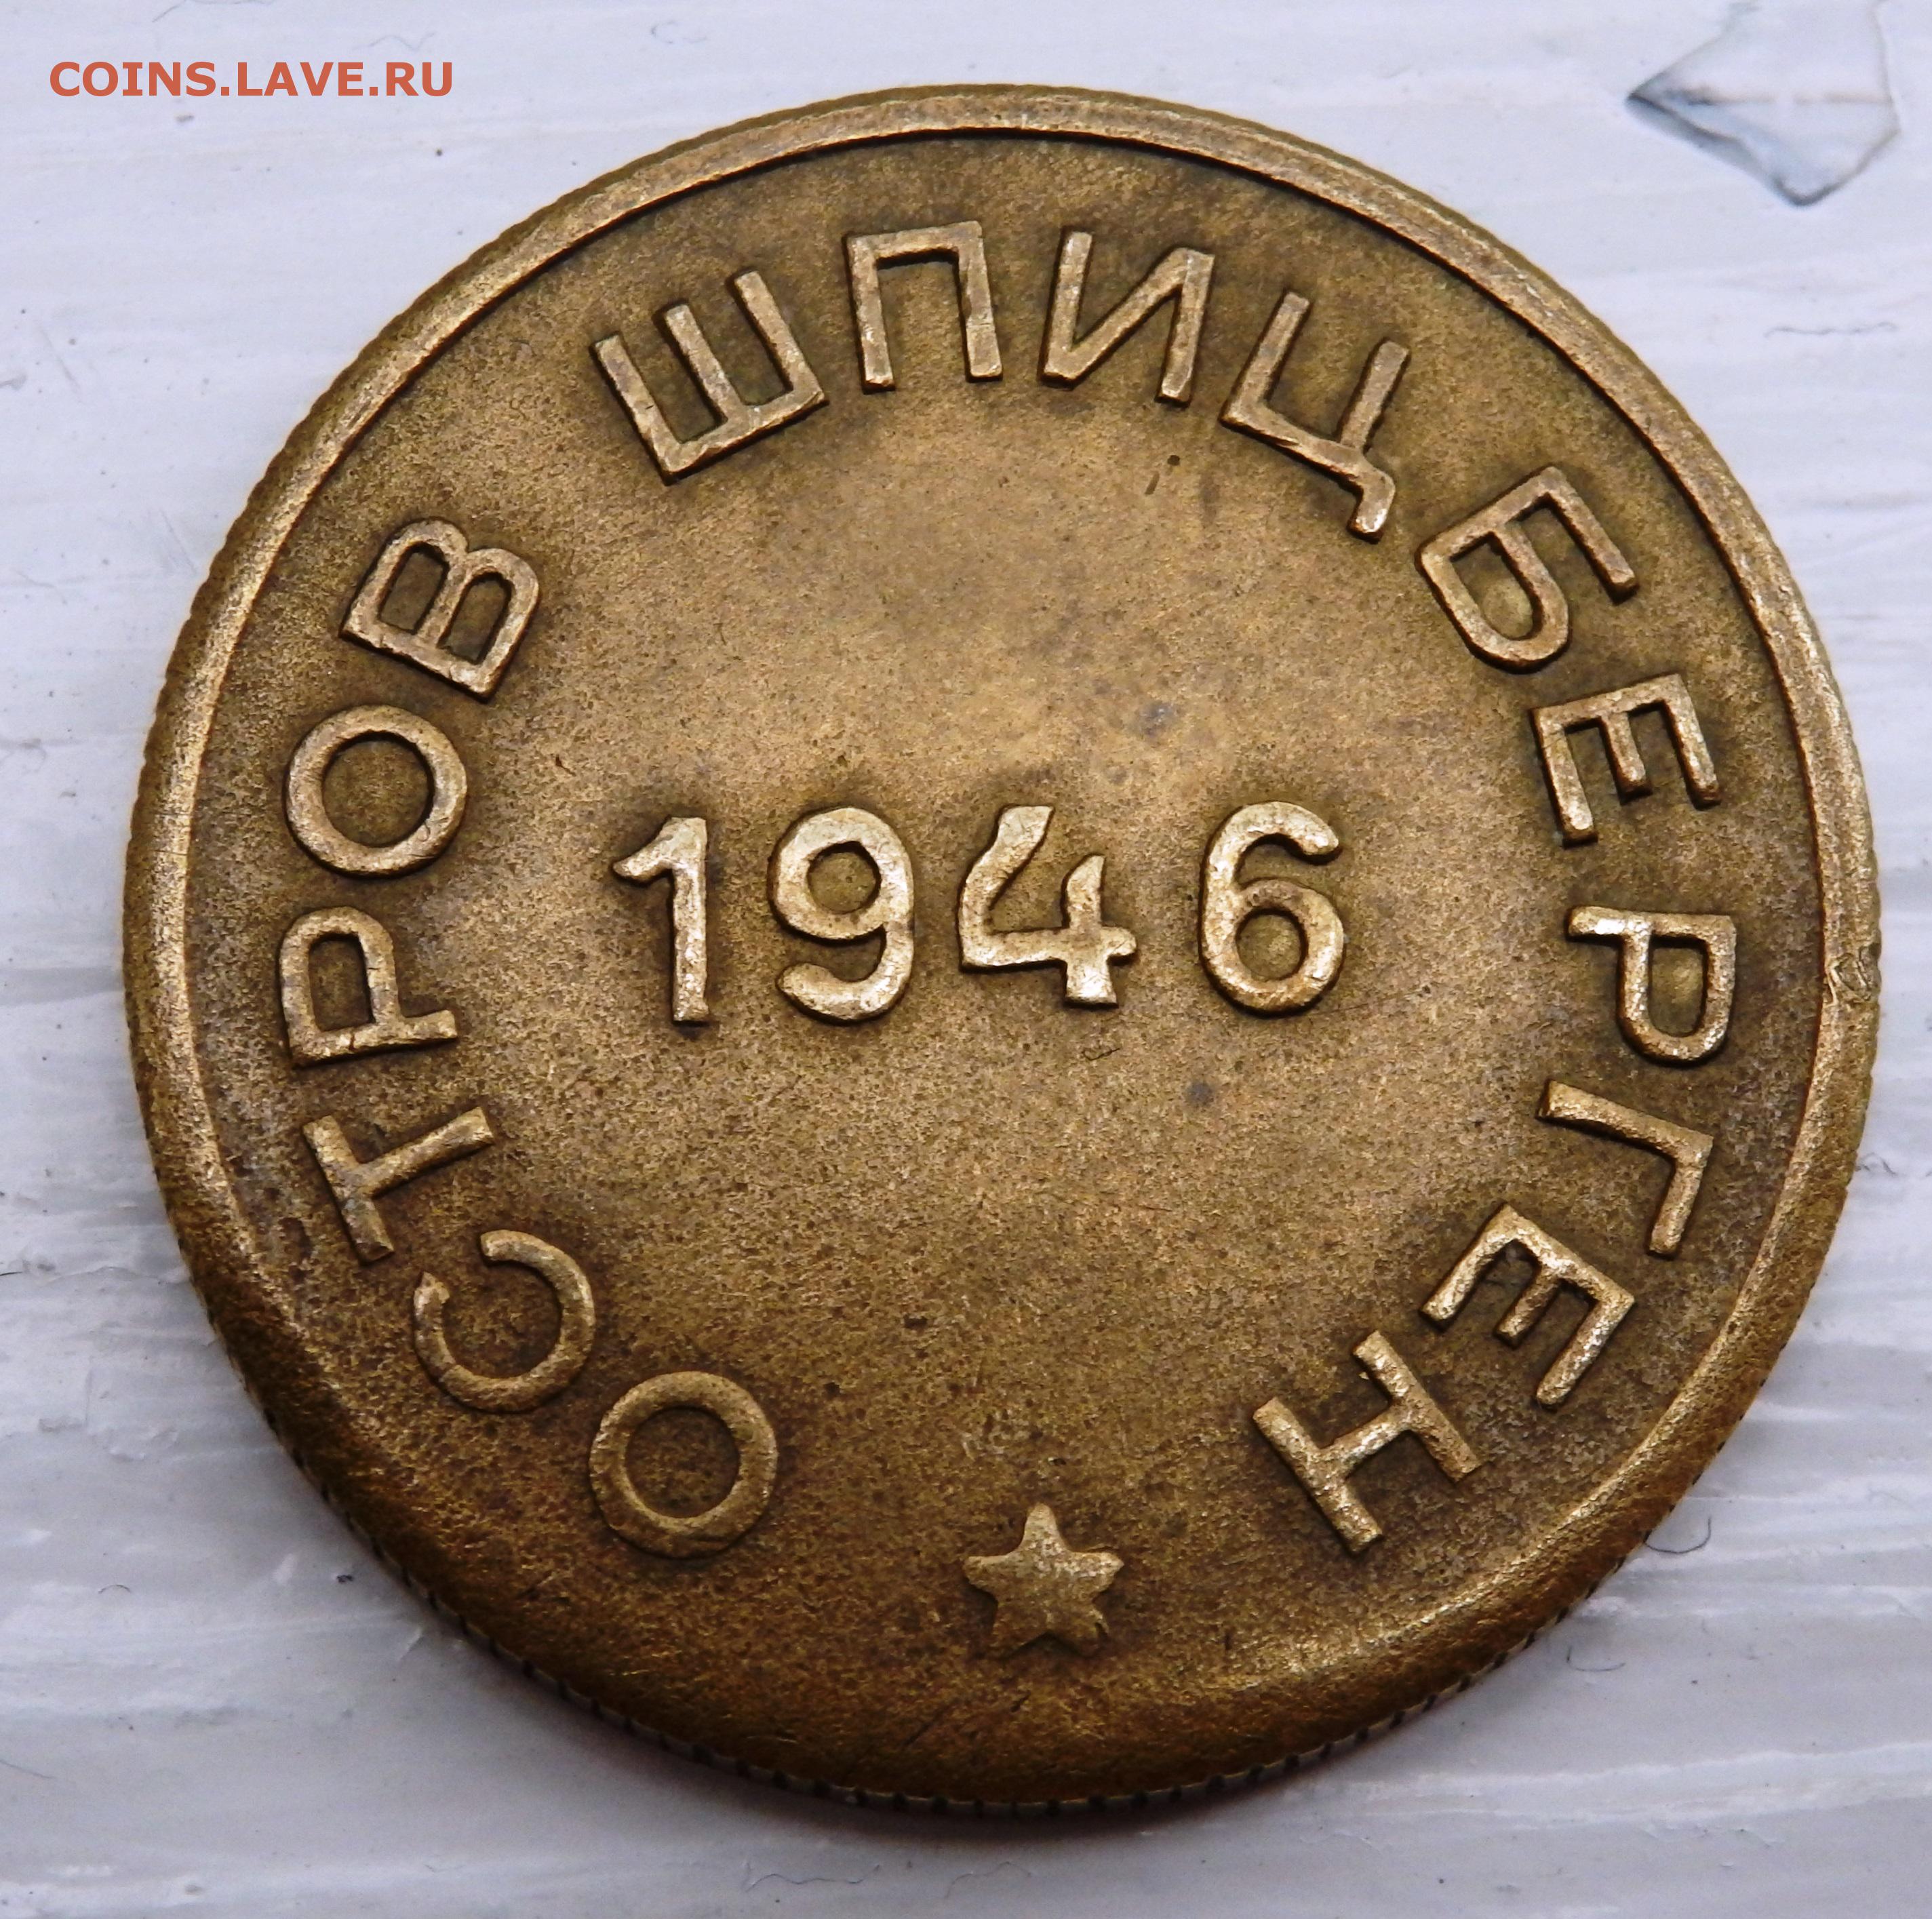 COINS.LAVE.RU
ОСТРОВ ШПИЦБЕРГЕН
1946